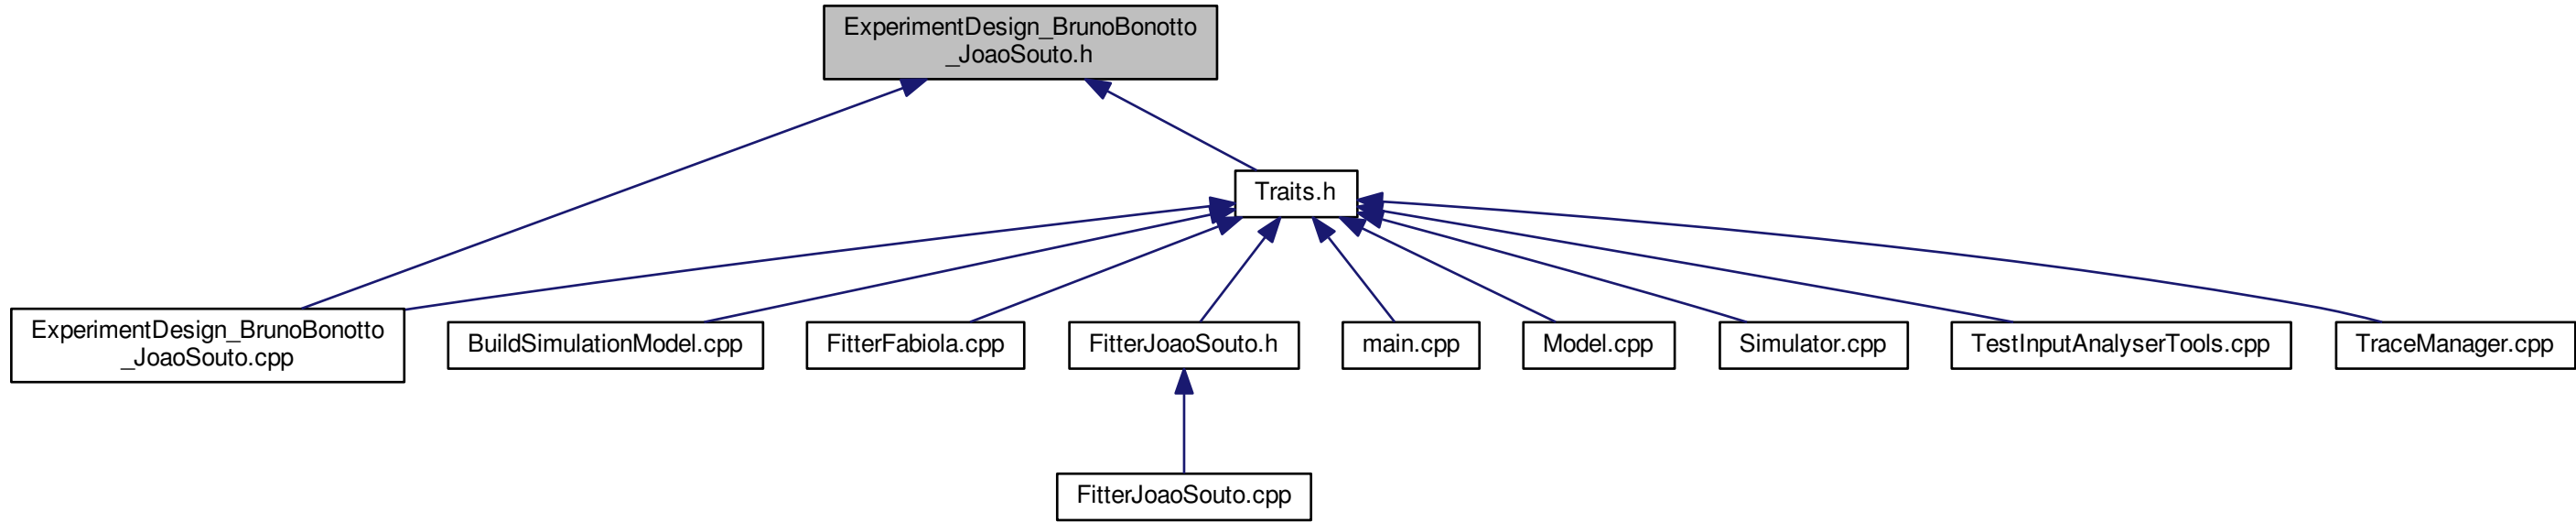 ExperimentDesign_BrunoBonotto
_JoaoSouto.h
Traits.h
ExperimentDesign_BrunoBonotto
_JoaoSouto.cpp
BuildSimulationModel.cpp
FitterFabiola.cpp
FitterJoaoSouto.h
main.cpp
Model.cpp
Simulator.cpp
TestInputAnalyserTools.cpp
TraceManager.cpp
FitterJoaoSouto.cpp